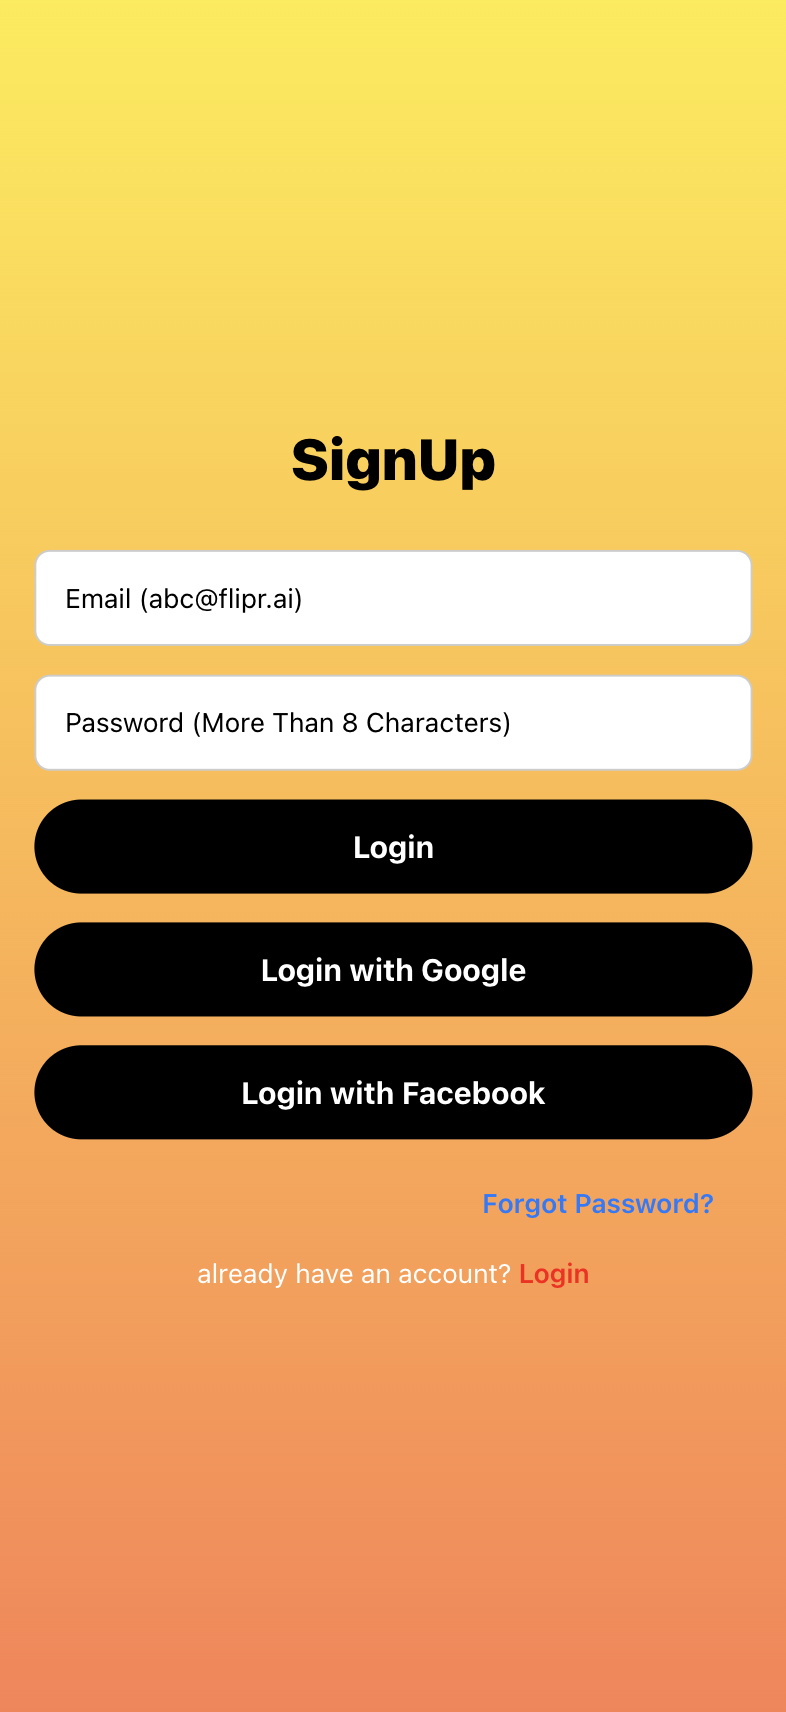 SignUp
Email (abc@flipr.ai)
Password (More Than 8 Characters)
Login
Login with Google
Login with Facebook
Forgot Password?
already have an account? Login